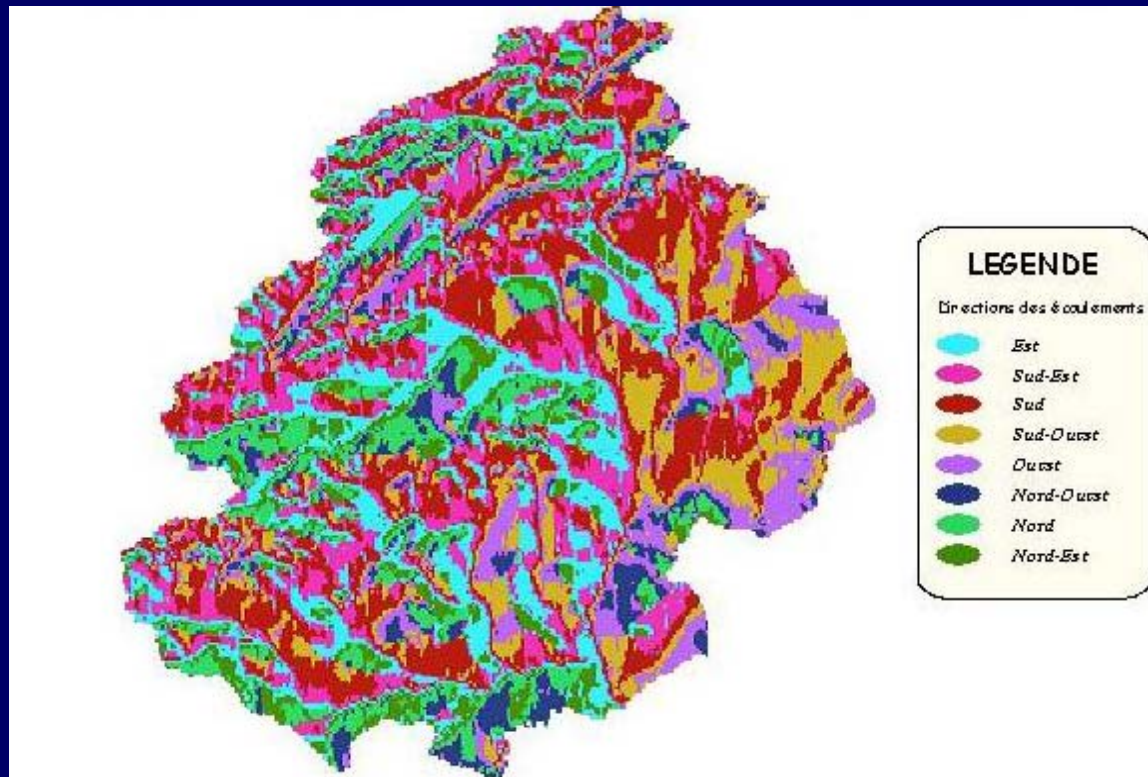 LEGENDE
Directions des écoulements
Est
Sud-Est
Sud
Sud-Ouest
Ouest
Nord-Ouest
Nord
Nord-Est